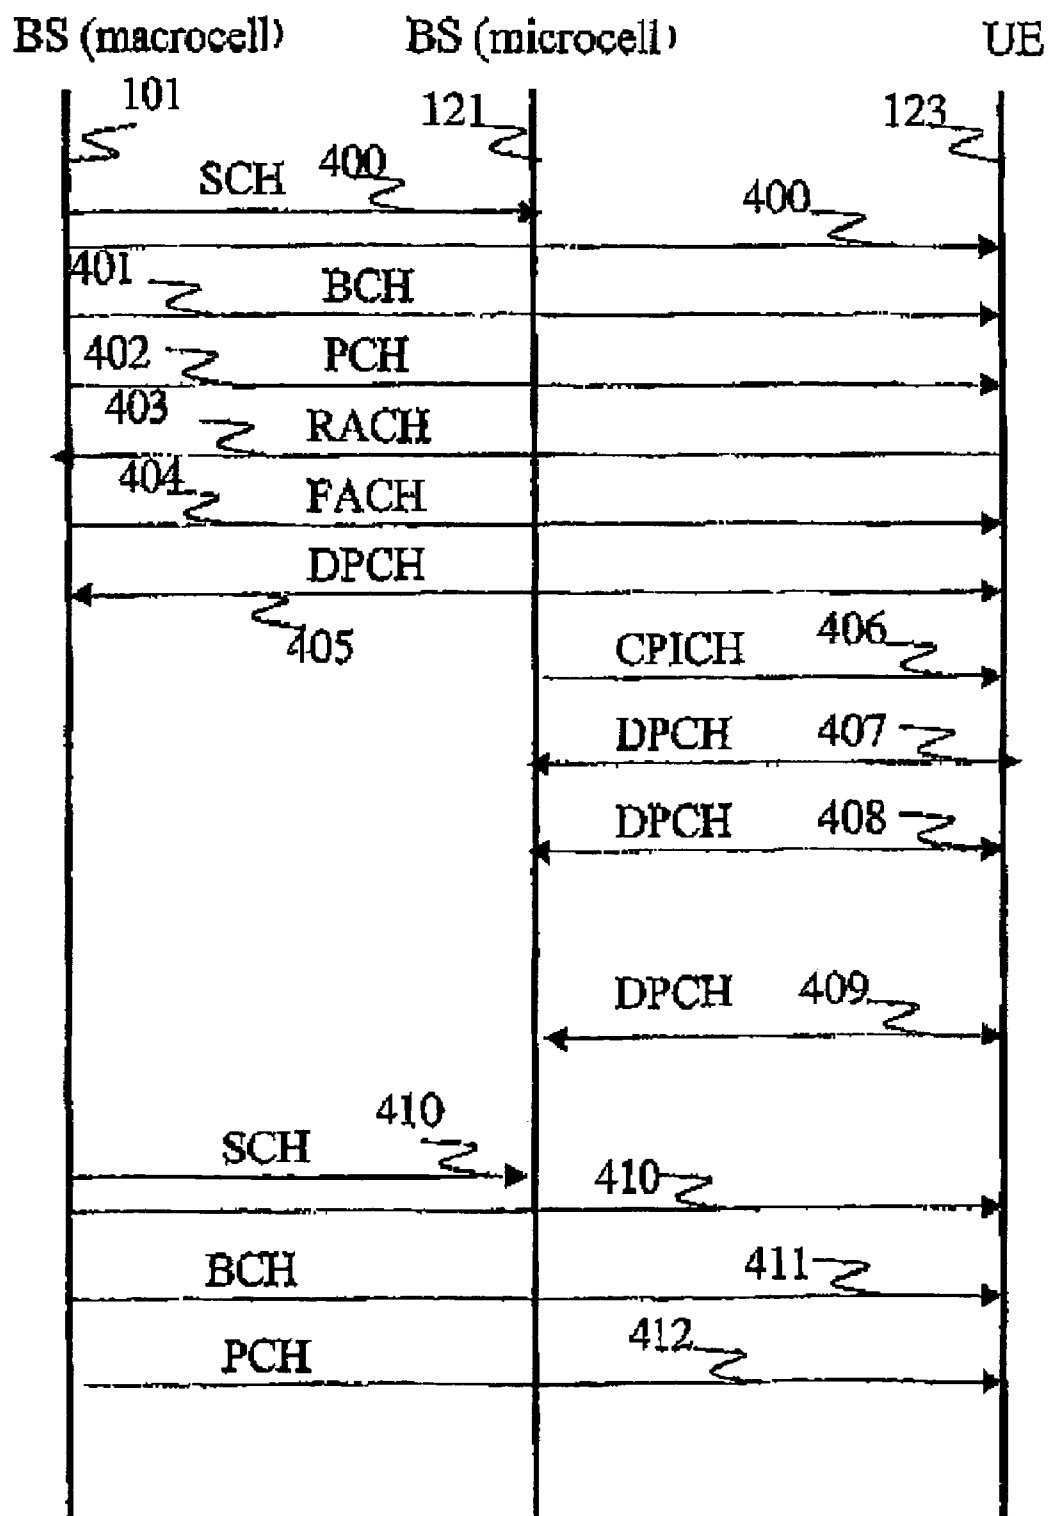 BS (macrocell) BS (microcell) UE
101
121
123
SCH 400
400
401 BCH
402 PCH
403 RACH
404 FACH
DPCH
405
CPICH 406
DPCH 407
DPCH 408
DPCH 409
SCH 410
410
BCH 411
PCH 412